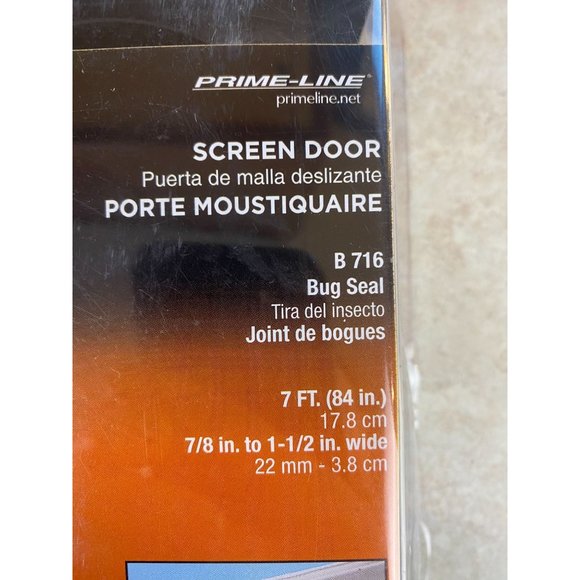 PRIME-LINE®
primeline.net
SCREEN DOOR
Puerta de malla deslizante
PORTE MOUSTIQUAIRE
B 716
Bug Seal
Tira del insecto
Joint de bogues
7 FT. (84 in.)
17.8 cm
7/8 in. to 1-1/2 in. wide
22 mm - 3.8 cm